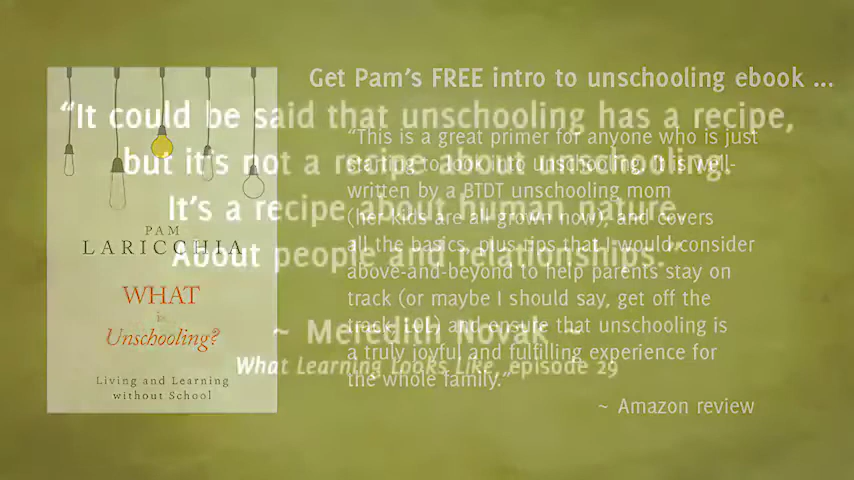 Get Pam's FREE intro to unschooling ebook ...
"It could be said that unschooling has a recipe,
but it's not a recipe about unschooling.
It's a recipe about human nature.
About people and relationships."
~ Meredith Novak ~
What Learning Looks Like, episode 29
"This is a great primer for anyone who is just
starting to look into unschooling. It is well-
written by a BTDT unschooling mom
(her kids are all grown now), and covers
all the basics, plus tips that I would consider
above-and-beyond to help parents stay on
track (or maybe I should say, get off the
track, LOL) and ensure that unschooling is
a truly joyful and fulfilling experience for
the whole family."
~ Amazon review
PAM
LARICCHIA
WHAT
is
Unschooling?
Living and Learning
without School